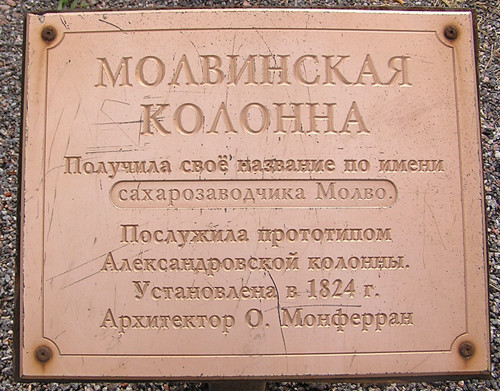 МОЛВИНСКАЯ
КОЛОННА
Получила своё название по имени
сахарозаводчика Молво.
Послужила прототипом
Александровской колонны.
Установлена в 1824 г.
Архитектор О. Монферран